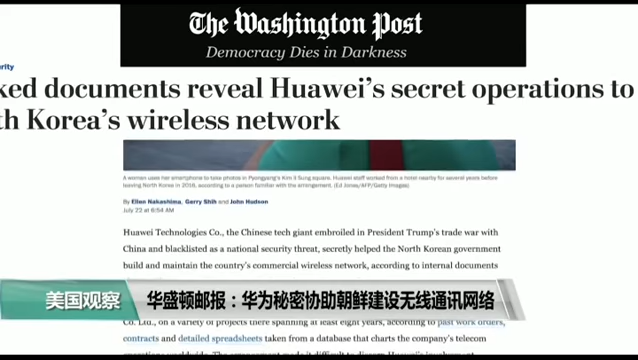 The Washington Post
Democracy Dies in Darkness
rity
ked documents reveal Huawei's secret operations to
th Korea's wireless network
A woman uses her smartphone to take photos in Pyongyang's Kim Il Sung square. Huawei staff worked from a hotel nearby for several years before
leaving North Korea in 2016, according to a person familiar with the arrangement. (Ed Jones/AFP/Getty Images)
By Ellen Nakashima, Gerry Shih and John Hudson
July 22 at 6:54 AM
Huawei Technologies Co., the Chinese tech giant embroiled in President Trump's trade war with
China and blacklisted as a national security threat, secretly helped the North Korean government
build and maintain the country's commercial wireless network, according to internal documents
美国观察
华盛顿邮报：华为秘密协助朝鲜建设无线通讯网络
Co. Ltd., on a variety of projects there spanning at least eight years, according to past work orders,
contracts and detailed spreadsheets taken from a database that charts the company's telecom